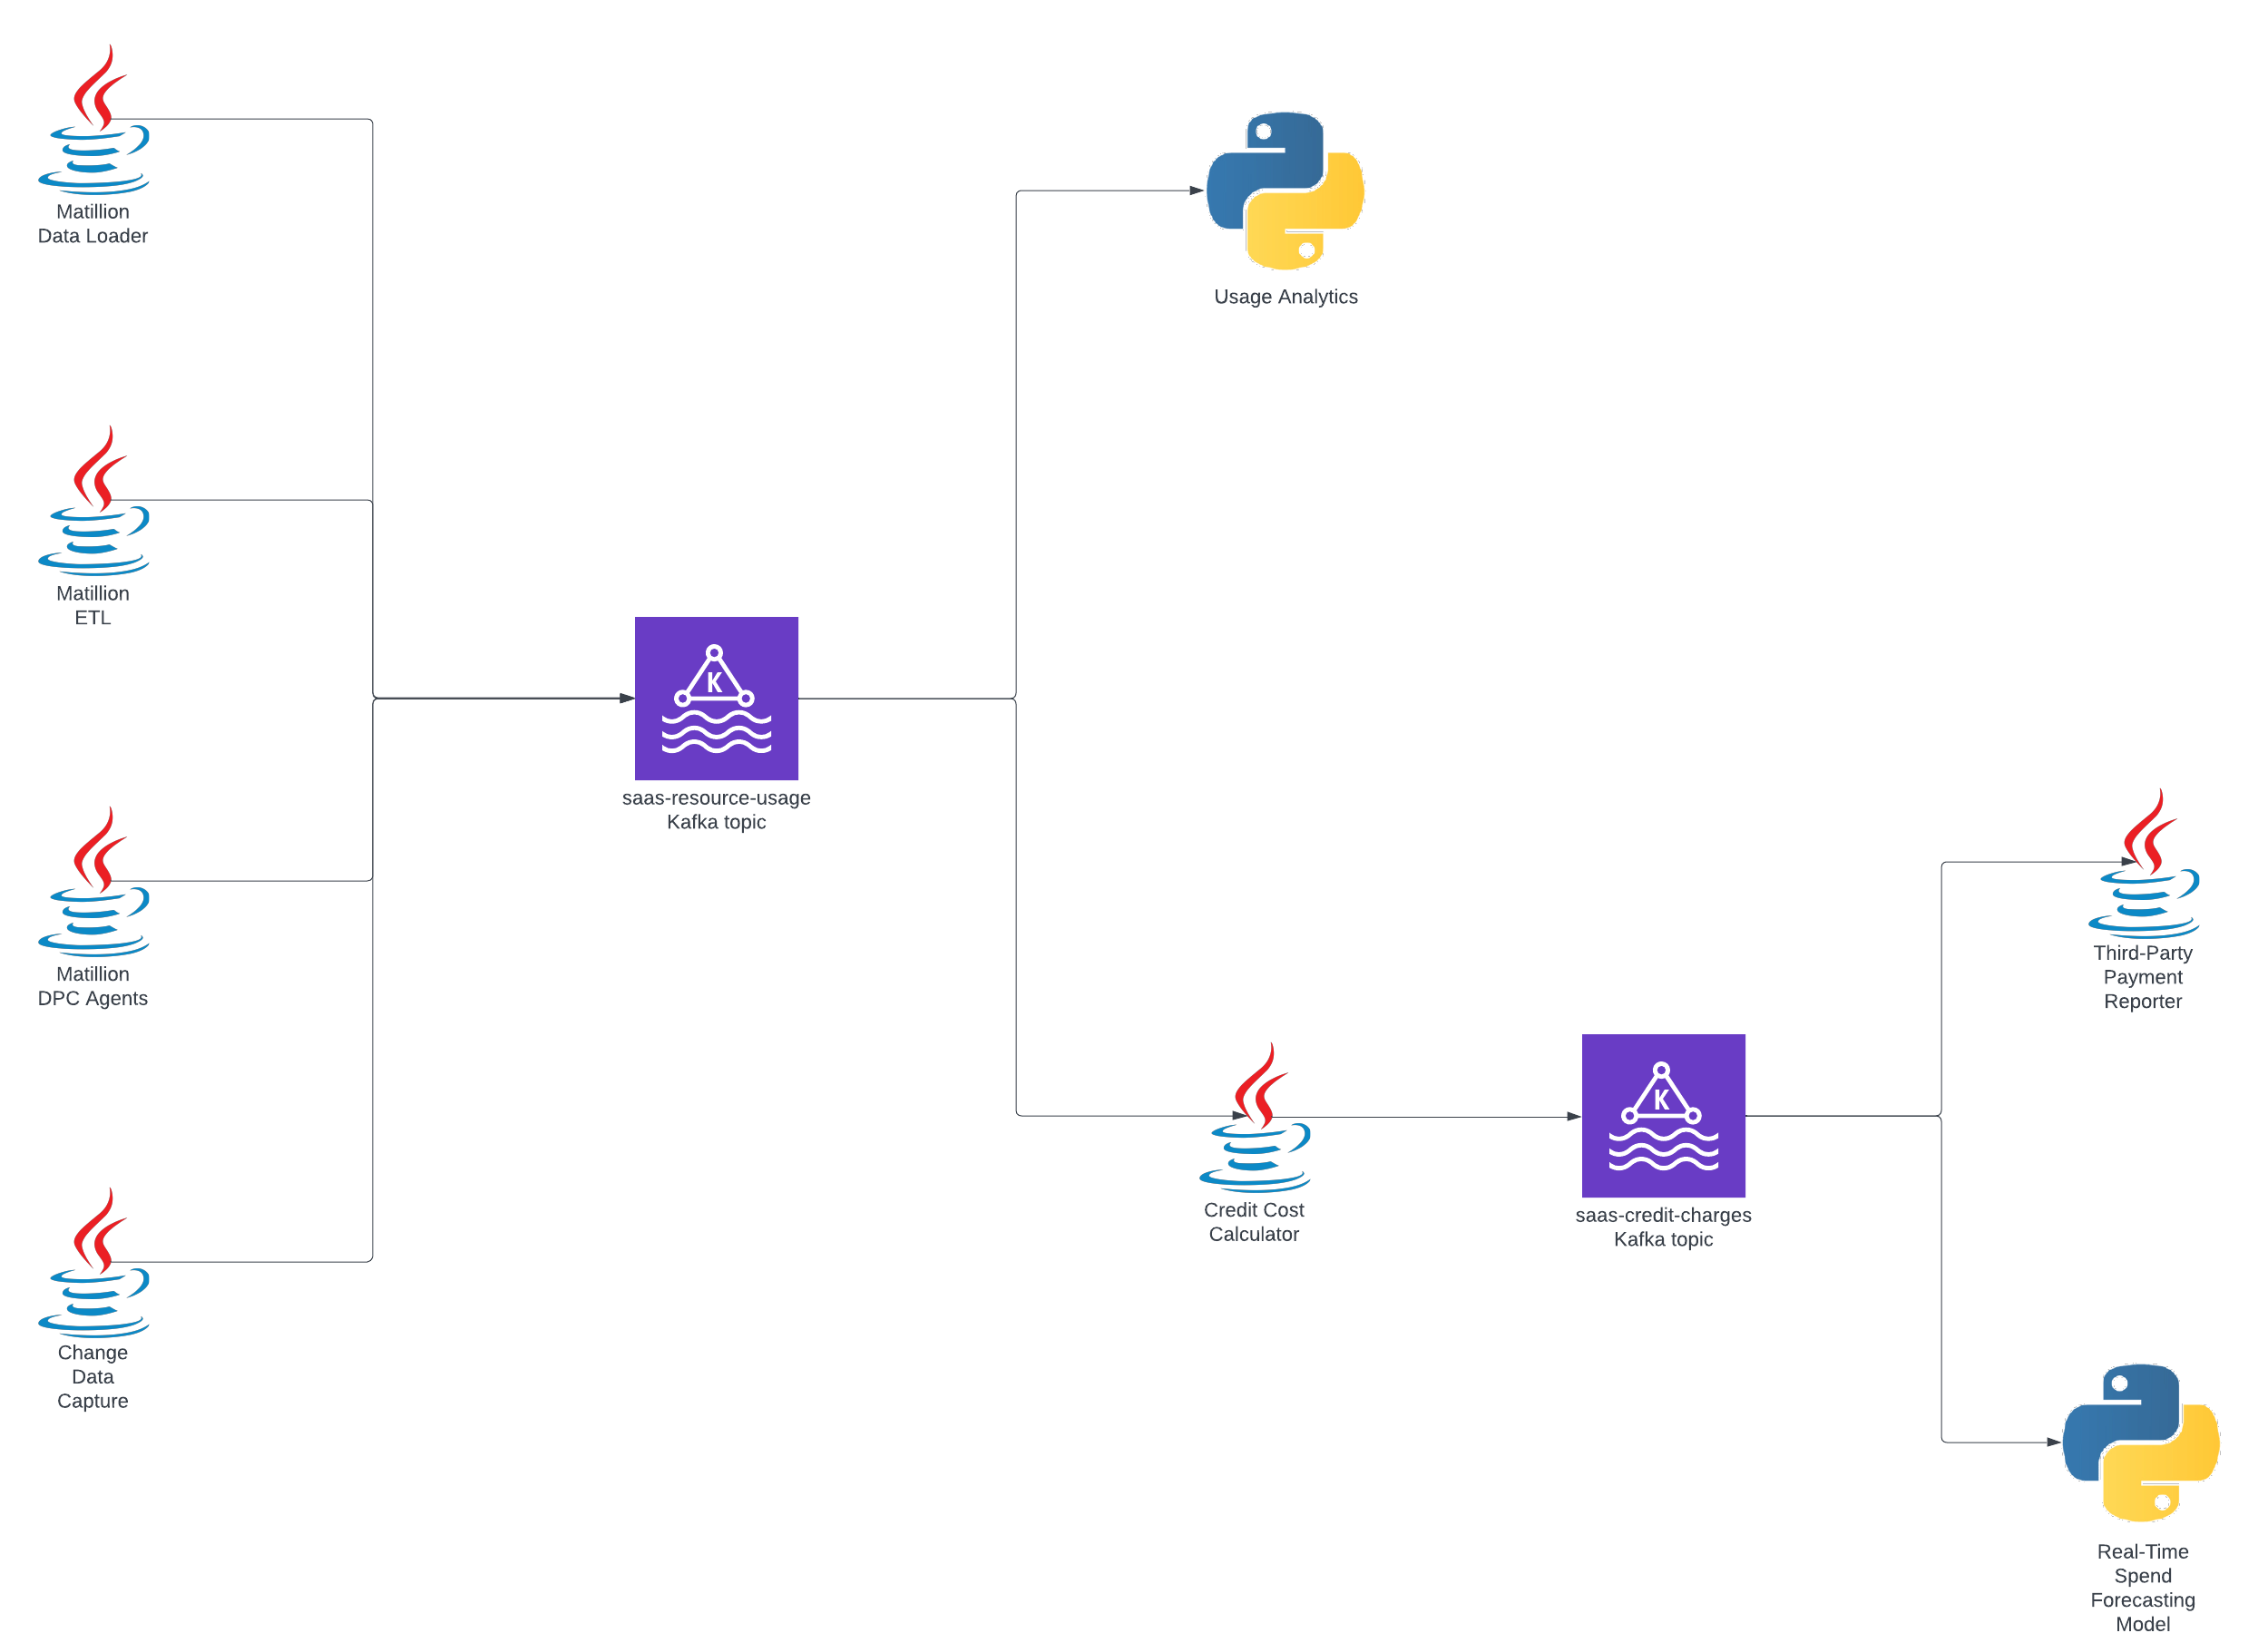 Matillion
Data Loader
Matillion
ETL
Matillion
DPC Agents
Change
Data
Capture
K
saas-resource-usage
Kafka topic
Usage Analytics
Credit Cost
Calculator
K
saas-credit-charges
Kafka topic
Third-Party
Payment
Reporter
Real-Time
Spend
Forecasting
Model